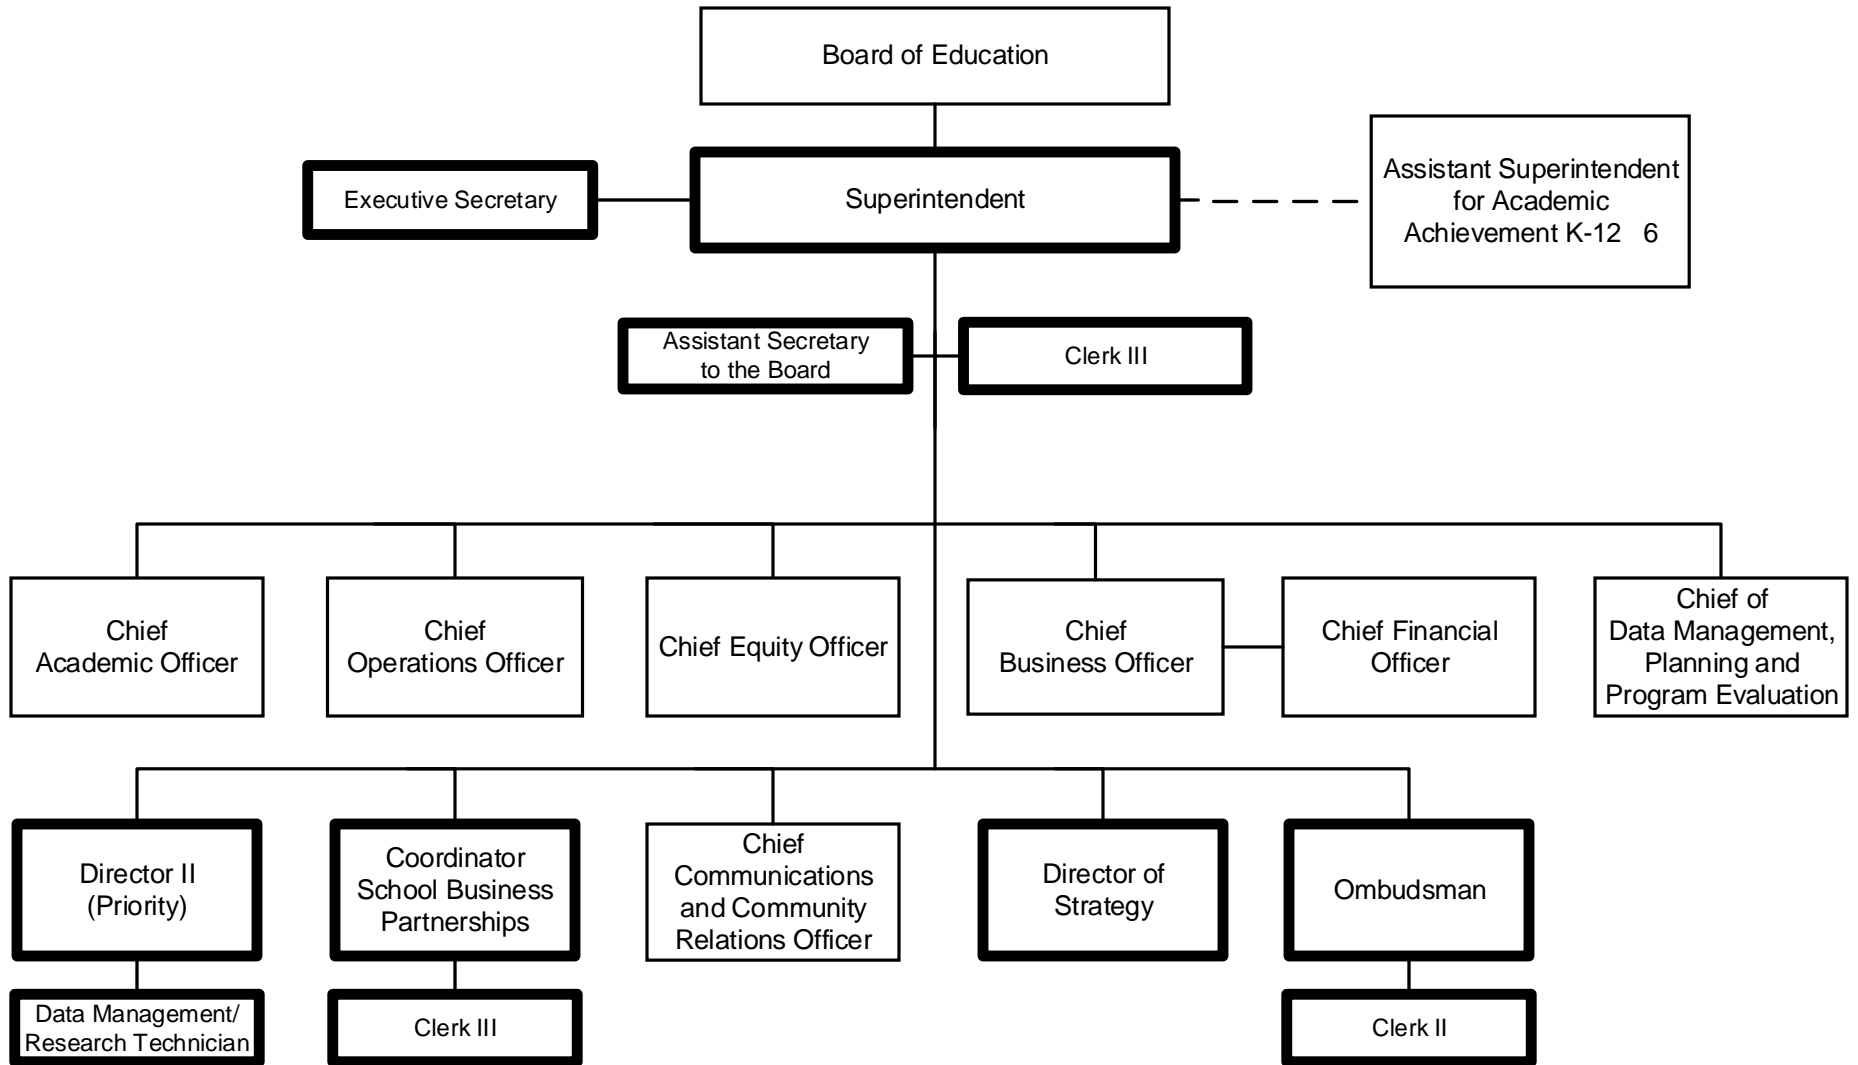 Board of Education
Executive Secretary
Superintendent
Assistant Superintendent
for Academic
Achievement K-12 6
Assistant Secretary
to the Board
Clerk III
Chief
Academic Officer
Chief
Operations Officer
Chief Equity Officer
Chief
Business Officer
Chief Financial
Officer
Chief of
Data Management,
Planning and
Program Evaluation
Director II
(Priority)
Coordinator
School Business
Partnerships
Chief
Communications
and Community
Relations Officer
Director of
Strategy
Ombudsman
Data Management/
Research Technician
Clerk III
Clerk II